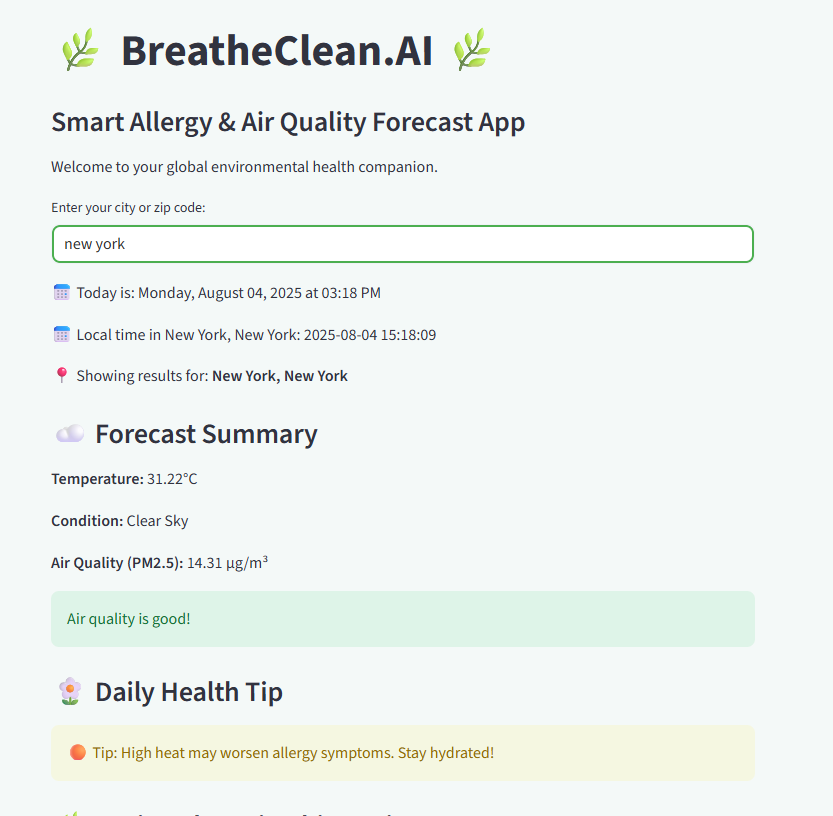 BreatheClean.AI
Smart Allergy & Air Quality Forecast App
Welcome to your global environmental health companion.
Enter your city or zip code:
new york
Today is: Monday, August 04, 2025 at 03:18 PM
Local time in New York, New York: 2025-08-04 15:18:09
Showing results for: New York, New York
Forecast Summary
Temperature: 31.22°C
Condition: Clear Sky
Air Quality (PM2.5): 14.31 µg/m³
Air quality is good!
Daily Health Tip
Tip: High heat may worsen allergy symptoms. Stay hydrated!